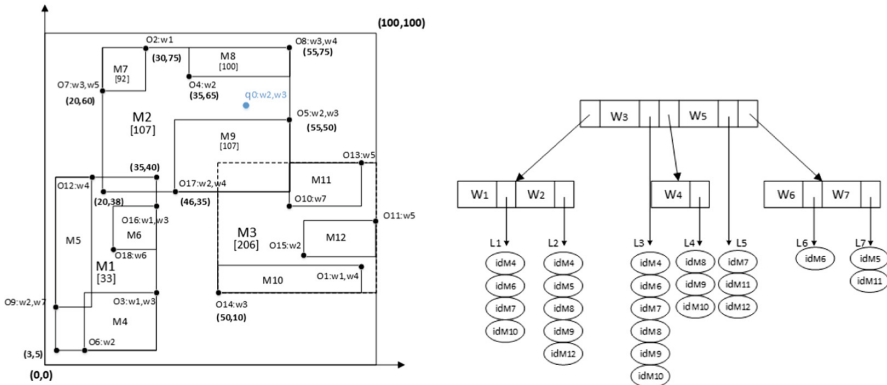 (100,100)
O2:w1
(30,75)
M8
[100]
O8:w3,w4
(55,75)
M7
[92]
O7:w3,w5
(20,60)
O4:w2
(35,65)
q0:w2,w3
M2
[107]
O5:w2,w3
(55,50)
M9
[107]
O13:w5
(35,40)
M11
O12:w4
(20,38)
O17:w2,w4
(46,35)
O10:w7
O16:w1,w3
M6
M3
[206]
O11:w5
M5
O18:w6
O15:w2
M12
M1
[33]
M10
O1:w1,w4
O9:w2,w7
O3:w1,w3
O14:w3
(50,10)
M4
O6:w2
(3,5)
(0,0)
W3
W5
W1
W2
W4
W6
W7
L1
L2
L3
L4
L5
L6
L7
idM4
idM6
idM7
idM10
idM4
idM5
idM8
idM9
idM12
idM4
idM6
idM7
idM8
idM9
idM10
idM8
idM9
idM10
idM7
idM11
idM12
idM6
idM5
idM11